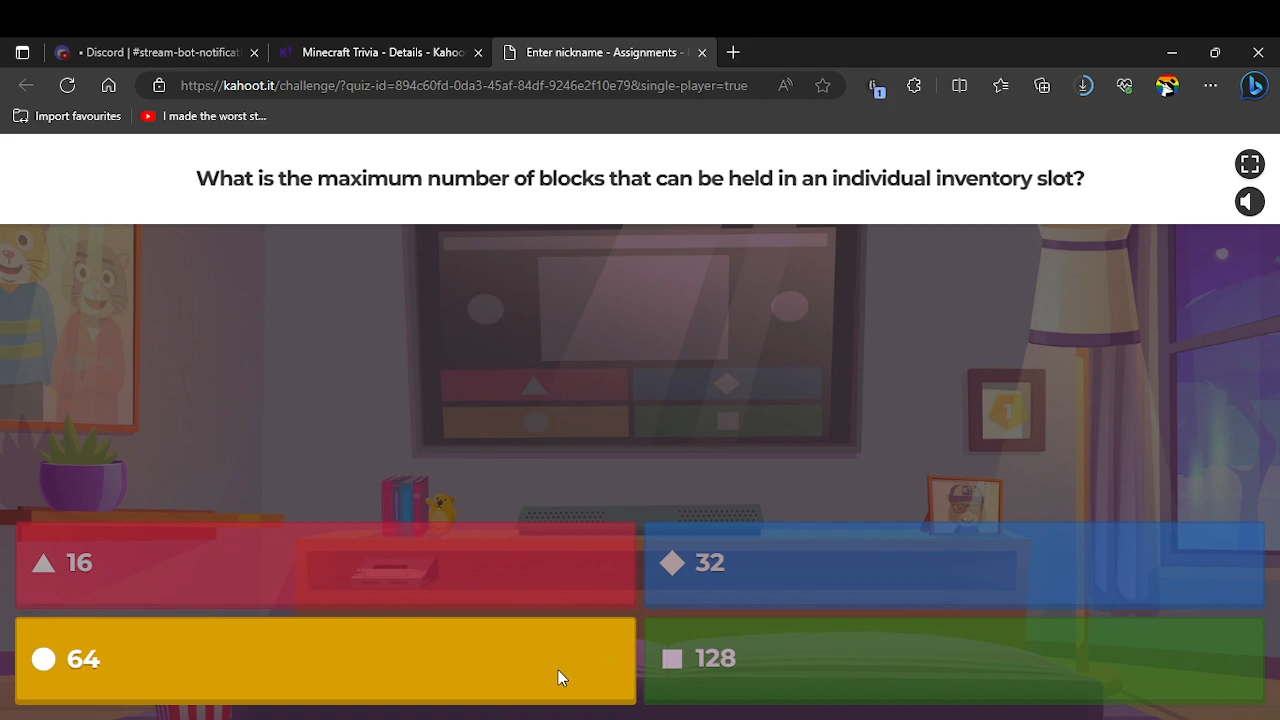 • Discord | #stream-bot-notificat
Minecraft Trivia - Details - Kahoo
Enter nickname - Assignments -
https://kahoot.it/challenge/?quiz-id=894c60fd-0da3-45af-84df-9246e2f10e79&single-player=true
1
Import favourites
I made the worst st...
What is the maximum number of blocks that can be held in an individual inventory slot?
1
16
32
64
128